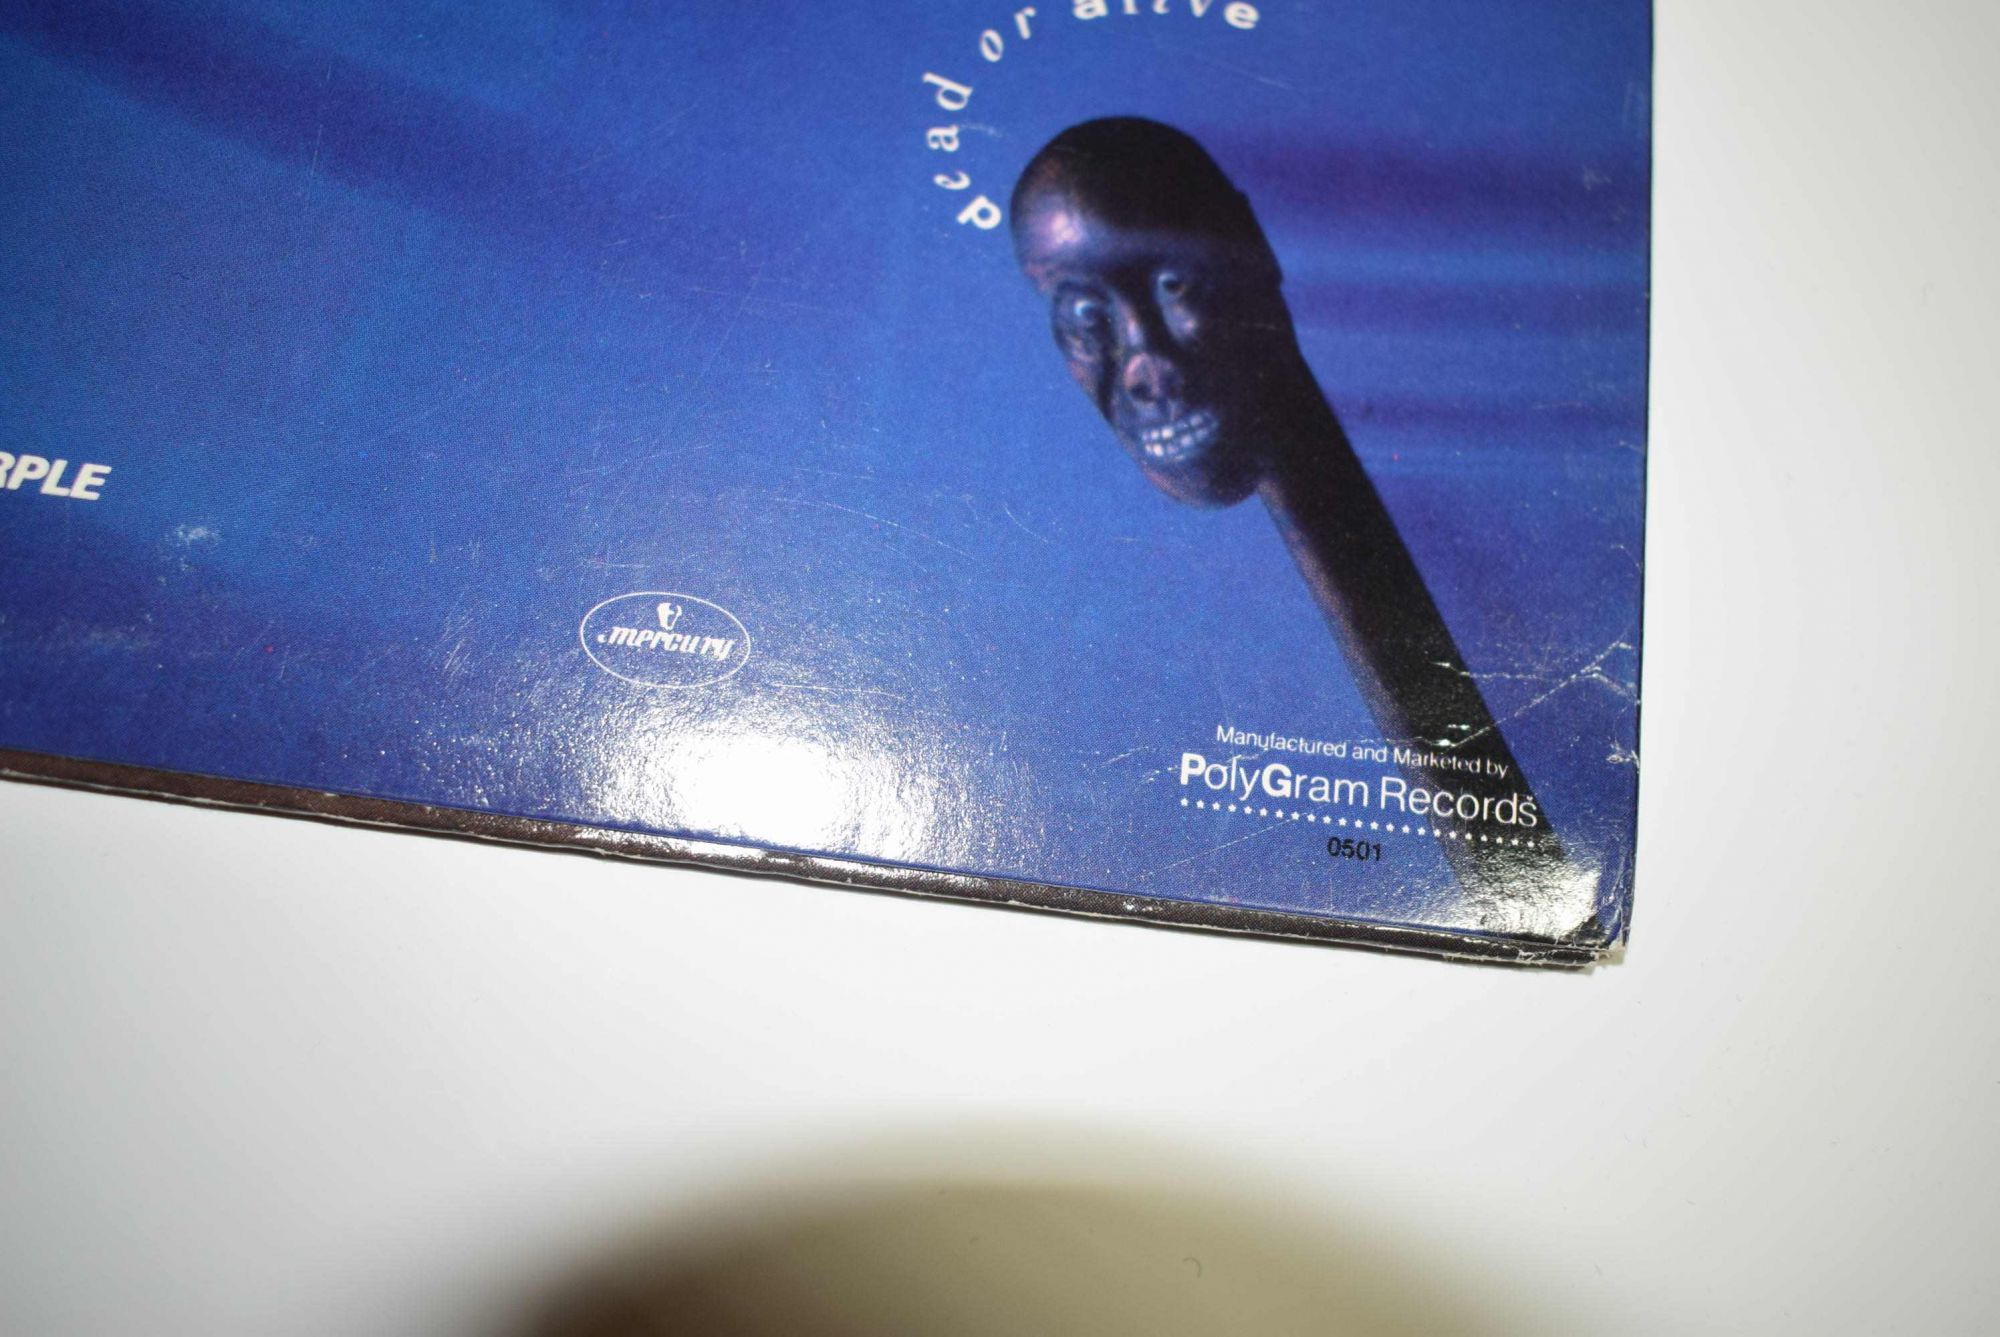 Dead or alive
RPLE
mercury
Manufactured and Marketed by
PolyGram Records
0501